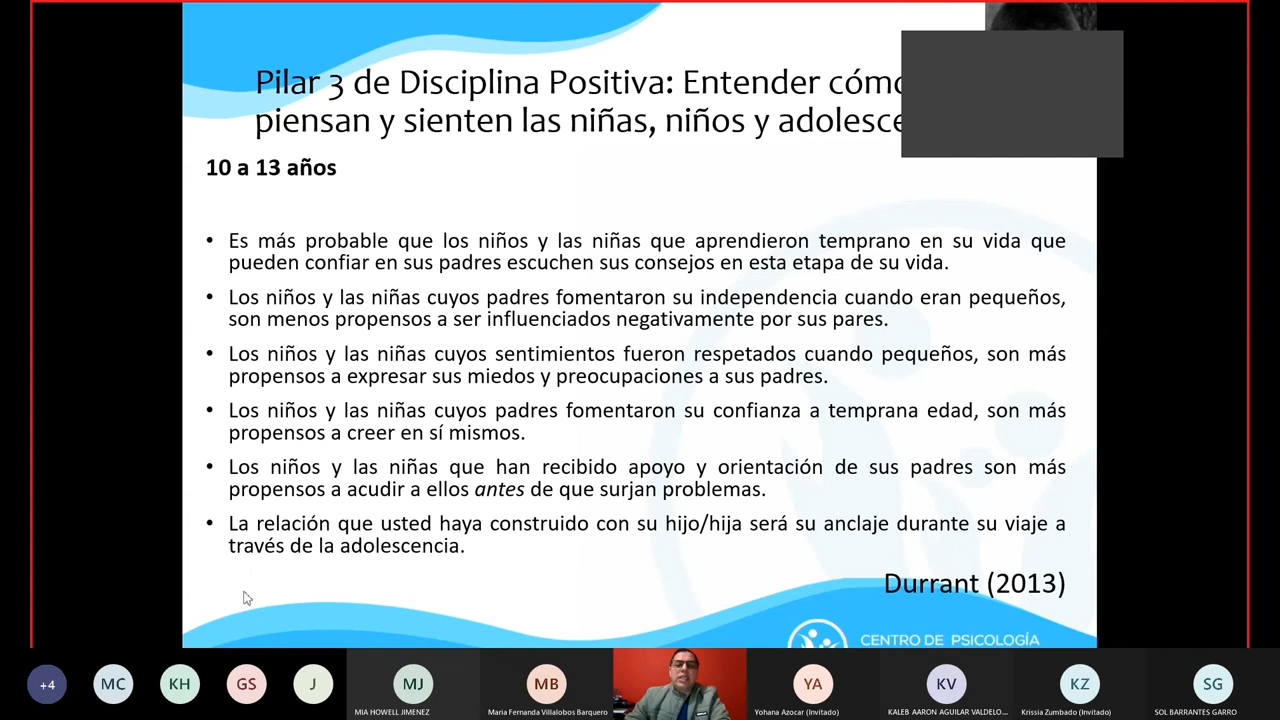 Pilar 3 de Disciplina Positiva: Entender
piensan y sienten las niñas, niños y
10 a 13 años
• Es más probable que los niños y las niñas que aprendieron temprano en su vida que
pueden confiar en sus padres escuchen sus consejos en esta etapa de su vida.
• Los niños y las niñas cuyos padres fomentaron su independencia cuando eran pequeños,
son menos propensos a ser influenciados negativamente por sus pares.
• Los niños y las niñas cuyos sentimientos fueron respetados cuando pequeños, son más
propensos a expresar sus miedos y preocupaciones a sus padres.
• Los niños y las niñas cuyos padres fomentaron su confianza a temprana edad, son más
propensos a creer en sí mismos.
• Los niños y las niñas que han recibido apoyo y orientación de sus padres son más
propensos a acudir a ellos antes de que surjan problemas.
• La relación que usted haya construido con su hijo/hija será su anclaje durante su viaje a
través de la adolescencia.
Durrant (2013)
CENTRO DE PSICOLOGÍA
+4 MC KH GS J MJ MB YA KV KZ SG
MIA HOWELL JIMENEZ Maria Fernanda Villalobos Barquero Yohana Azocar (Invitado) KALEB AARON AGUILAR VALDELO... Krissia Zumbado (Invitado) SOL BARRANTES GARRO